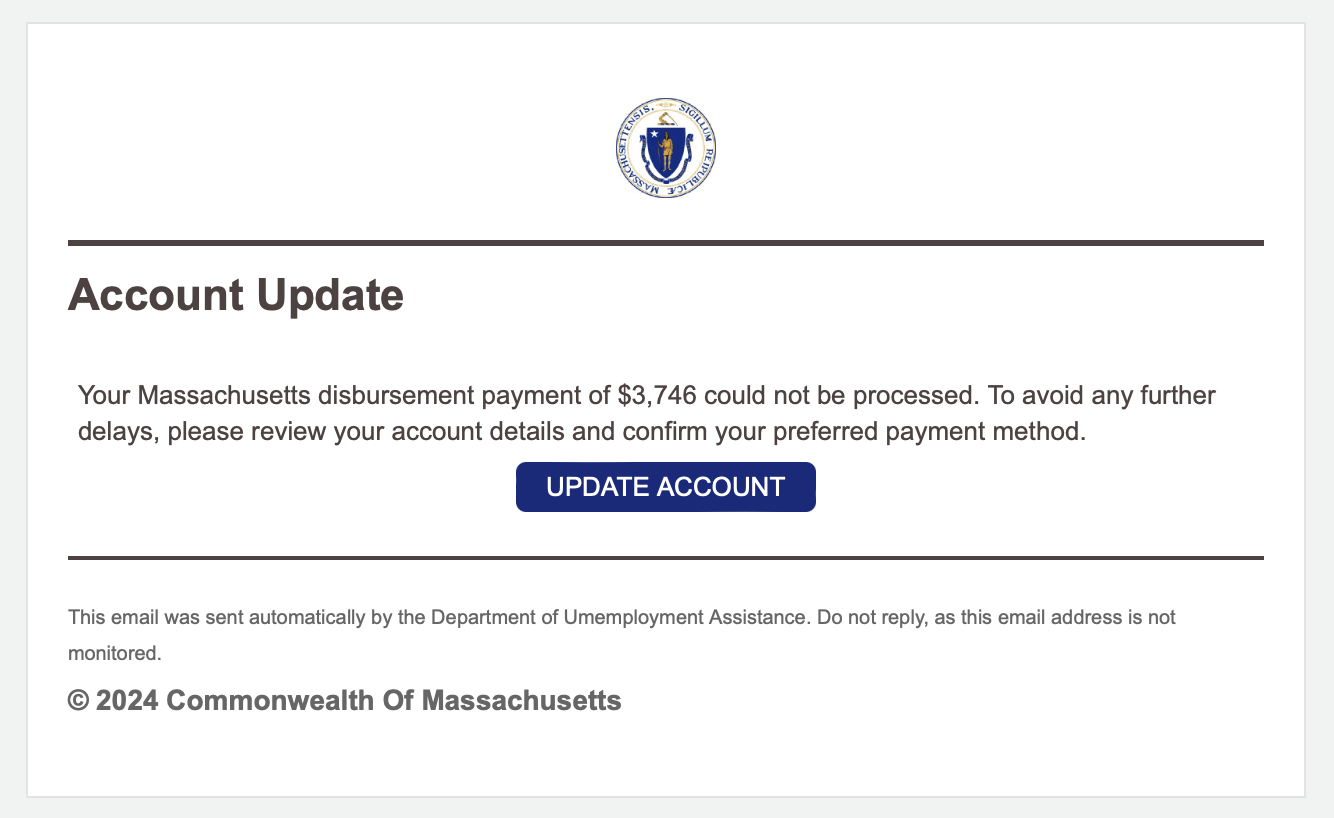 MASSACHUSETTENSIS. SIGILLUM REIPUBLICÆ
Account Update
Your Massachusetts disbursement payment of $3,746 could not be processed. To avoid any further
delays, please review your account details and confirm your preferred payment method.
UPDATE ACCOUNT
This email was sent automatically by the Department of Umemployment Assistance. Do not reply, as this email address is not
monitored.
© 2024 Commonwealth Of Massachusetts